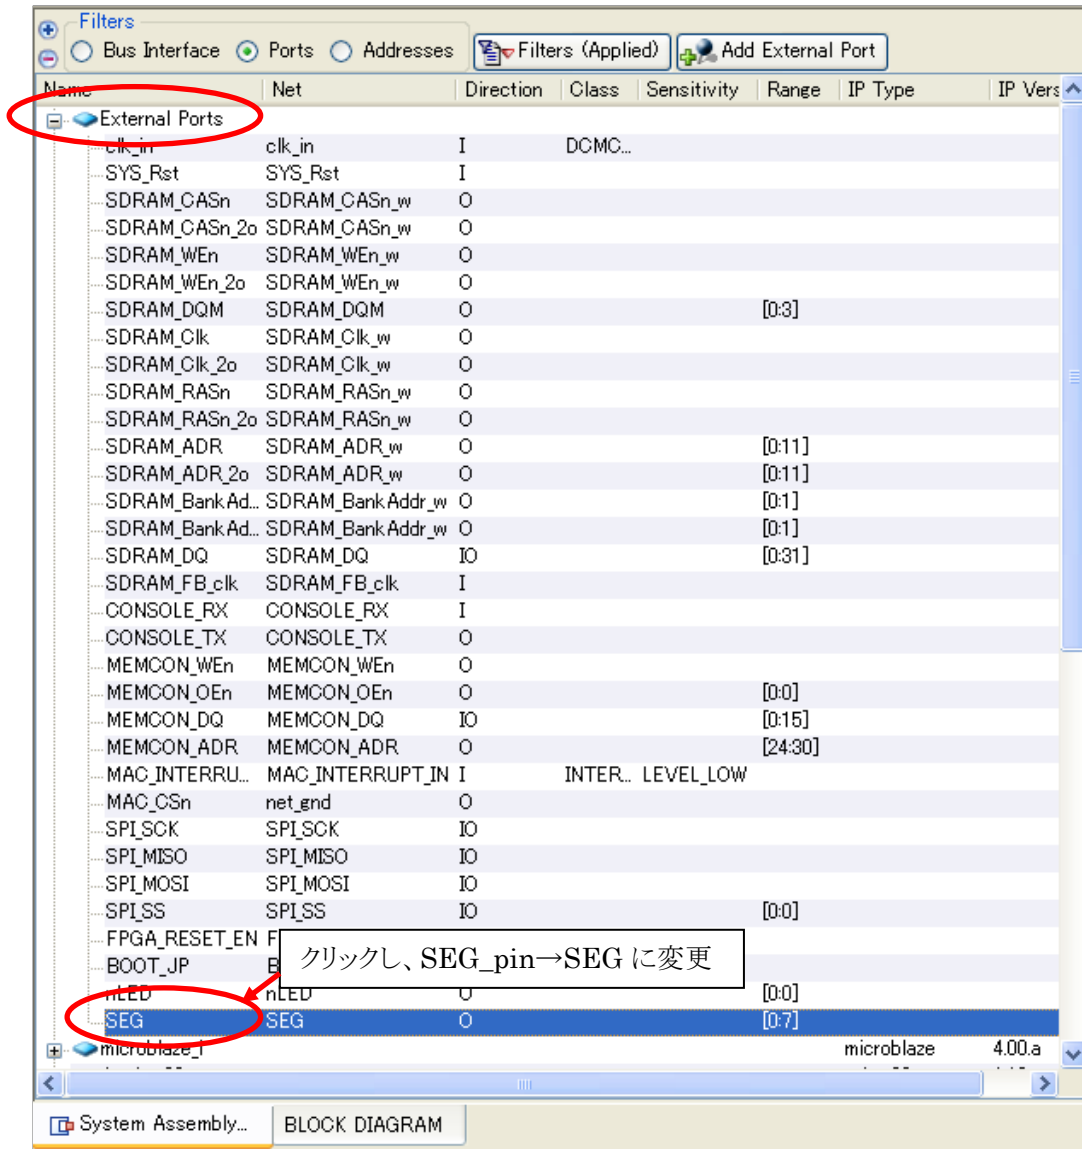 Filters
Bus Interface Ports Addresses Filters (Applied) Add External Port
Name Net Direction Class Sensitivity Range IP Type IP Vers
External Ports
clk_in clk_in I DCMC...
SYS_Rst SYS_Rst I
SDRAM_CASn SDRAM_CASn_w O
SDRAM_CASn_2o SDRAM_CASn_w O
SDRAM_WEn SDRAM_WEn_w O
SDRAM_WEn_2o SDRAM_WEn_w O
SDRAM_DQM SDRAM_DQM O [0:3]
SDRAM_Clk SDRAM_Clk_w O
SDRAM_Clk_2o SDRAM_Clk_w O
SDRAM_RASn SDRAM_RASn_w O
SDRAM_RASn_2o SDRAM_RASn_w O
SDRAM_ADR SDRAM_ADR_w O [0:11]
SDRAM_ADR_2o SDRAM_ADR_w O [0:11]
SDRAM_BankAd... SDRAM_BankAddr_w O [0:1]
SDRAM_BankAd... SDRAM_BankAddr_w O [0:1]
SDRAM_DQ SDRAM_DQ IO [0:31]
SDRAM_FB_clk SDRAM_FB_clk I
CONSOLE_RX CONSOLE_RX I
CONSOLE_TX CONSOLE_TX O
MEMCON_WEn MEMCON_WEn O
MEMCON_OEn MEMCON_OEn O [0:0]
MEMCON_DQ MEMCON_DQ IO [0:15]
MEMCON_ADR MEMCON_ADR O [24:30]
MAC_INTERRU... MAC_INTERRUPT_IN I INTER... LEVEL_LOW
MAC_CSn net_gnd O
SPI_SCK SPI_SCK IO
SPI_MISO SPI_MISO IO
SPI_MOSI SPI_MOSI IO
SPI_SS SPI_SS IO [0:0]
FPGA_RESET_EN F
BOOT_JP B
クリックし、SEG_pin→SEG に変更
nLED nLED O [0:0]
SEG SEG O [0:7]
microblaze_i microblaze 4.00.a
System Assembly... BLOCK DIAGRAM